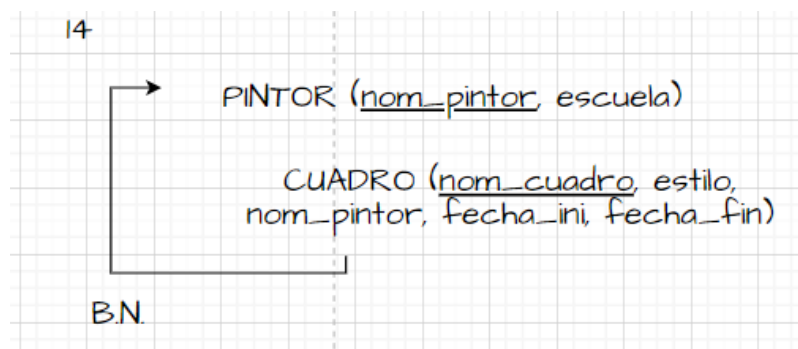 14
PINTOR (nom_pintor, escuela)
CUADRO (nom_cuadro, estilo,
nom_pintor, fecha_ini, fecha_fin)
B.N.